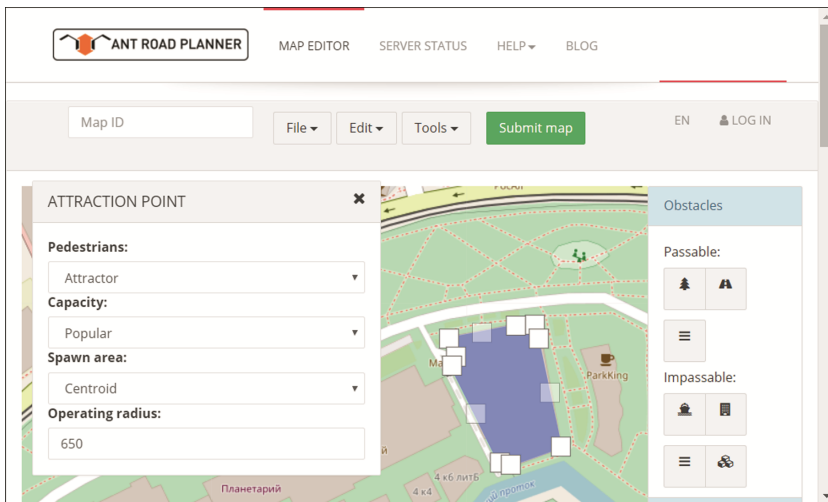 ANT ROAD PLANNER
MAP EDITOR
SERVER STATUS
HELP
BLOG
Map ID
File
Edit
Tools
Submit map
EN
LOG IN
ATTRACTION POINT
Pedestrians:
Attractor
Capacity:
Popular
Spawn area:
Centroid
Operating radius:
650
Obstacles
Passable:
Impassable:
ParkKing
Планетарий
4 к6 литБ
4 к4